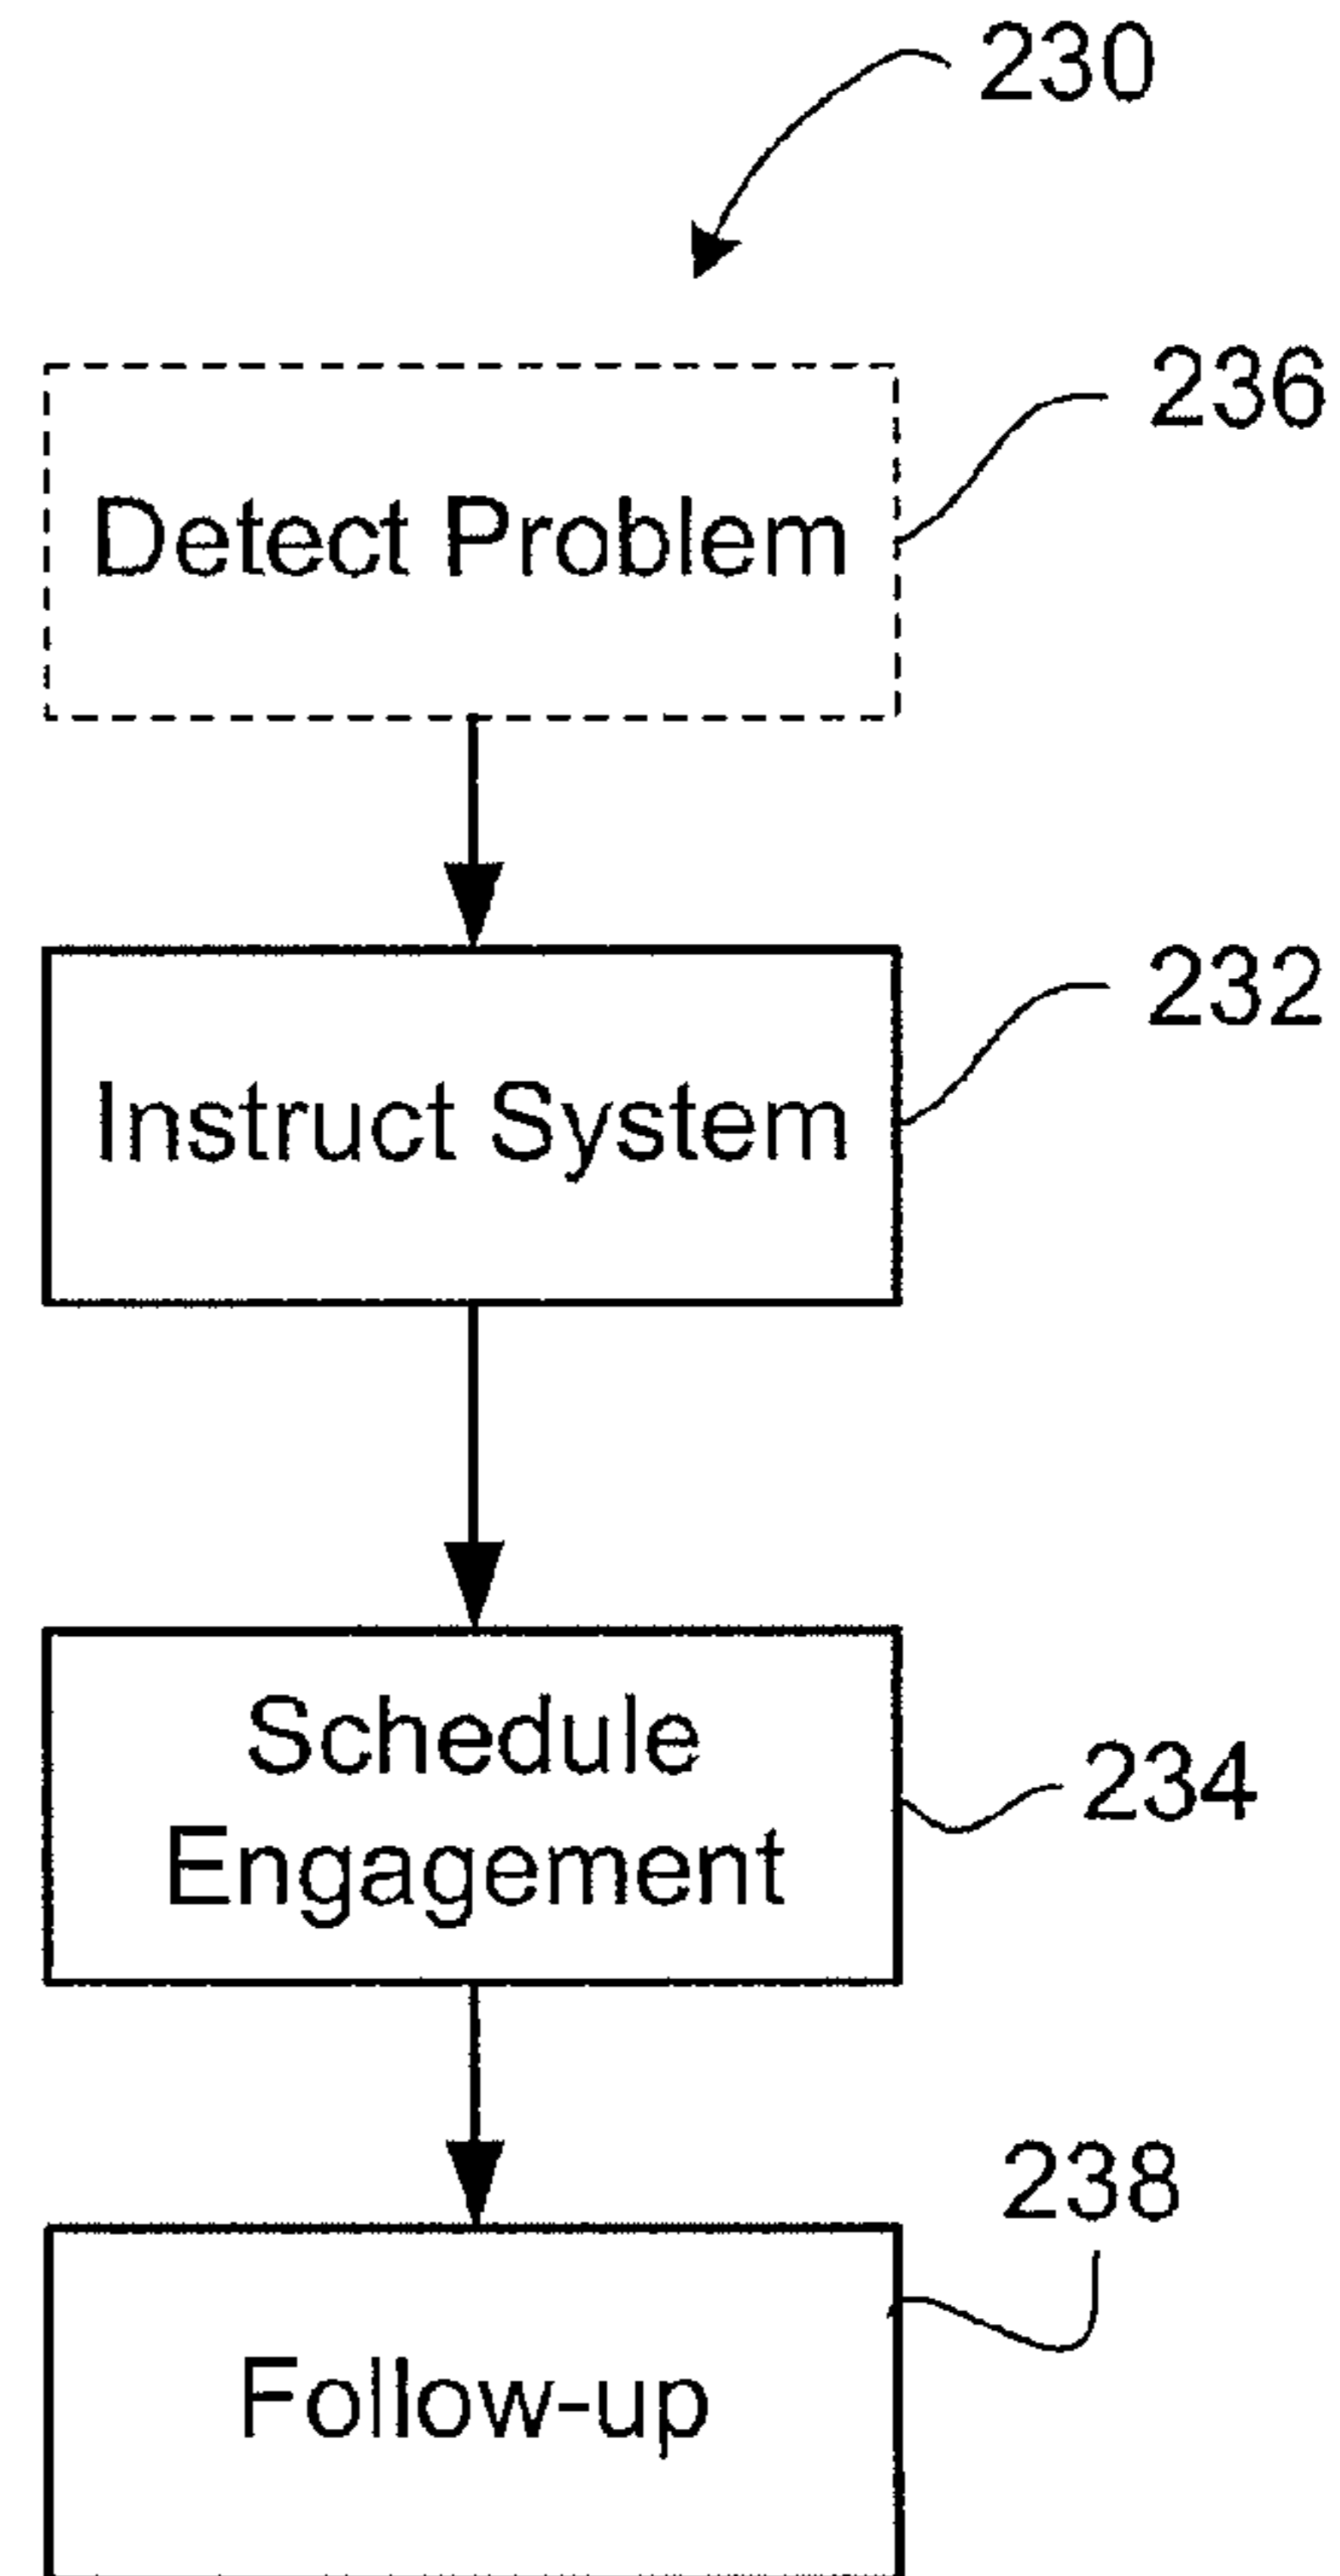 230
236
Detect Problem
232
Instruct System
Schedule
234
Engagement
238
Follow-up